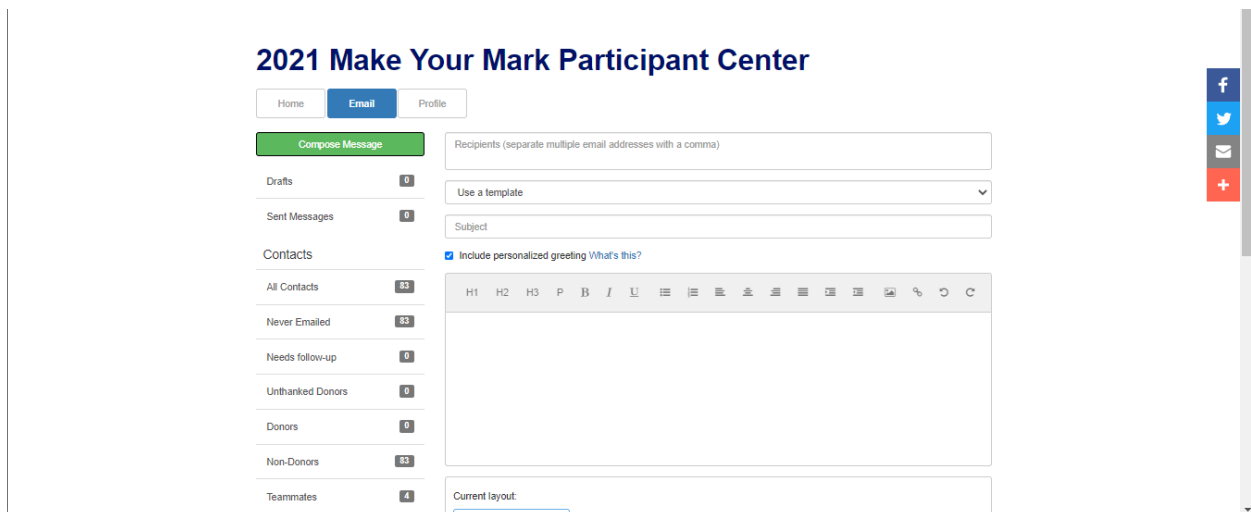 2021 Make Your Mark Participant Center
Home Email Profile
Compose Message
Drafts 0
Sent Messages 0
Contacts
All Contacts 83
Never Emailed 83
Needs follow-up 0
Unthanked Donors 0
Donors 0
Non-Donors 83
Teammates 4
Recipients (separate multiple email addresses with a comma)
Use a template
Subject
Include personalized greeting What's this?
H1 H2 H3 P B I U
Current layout: